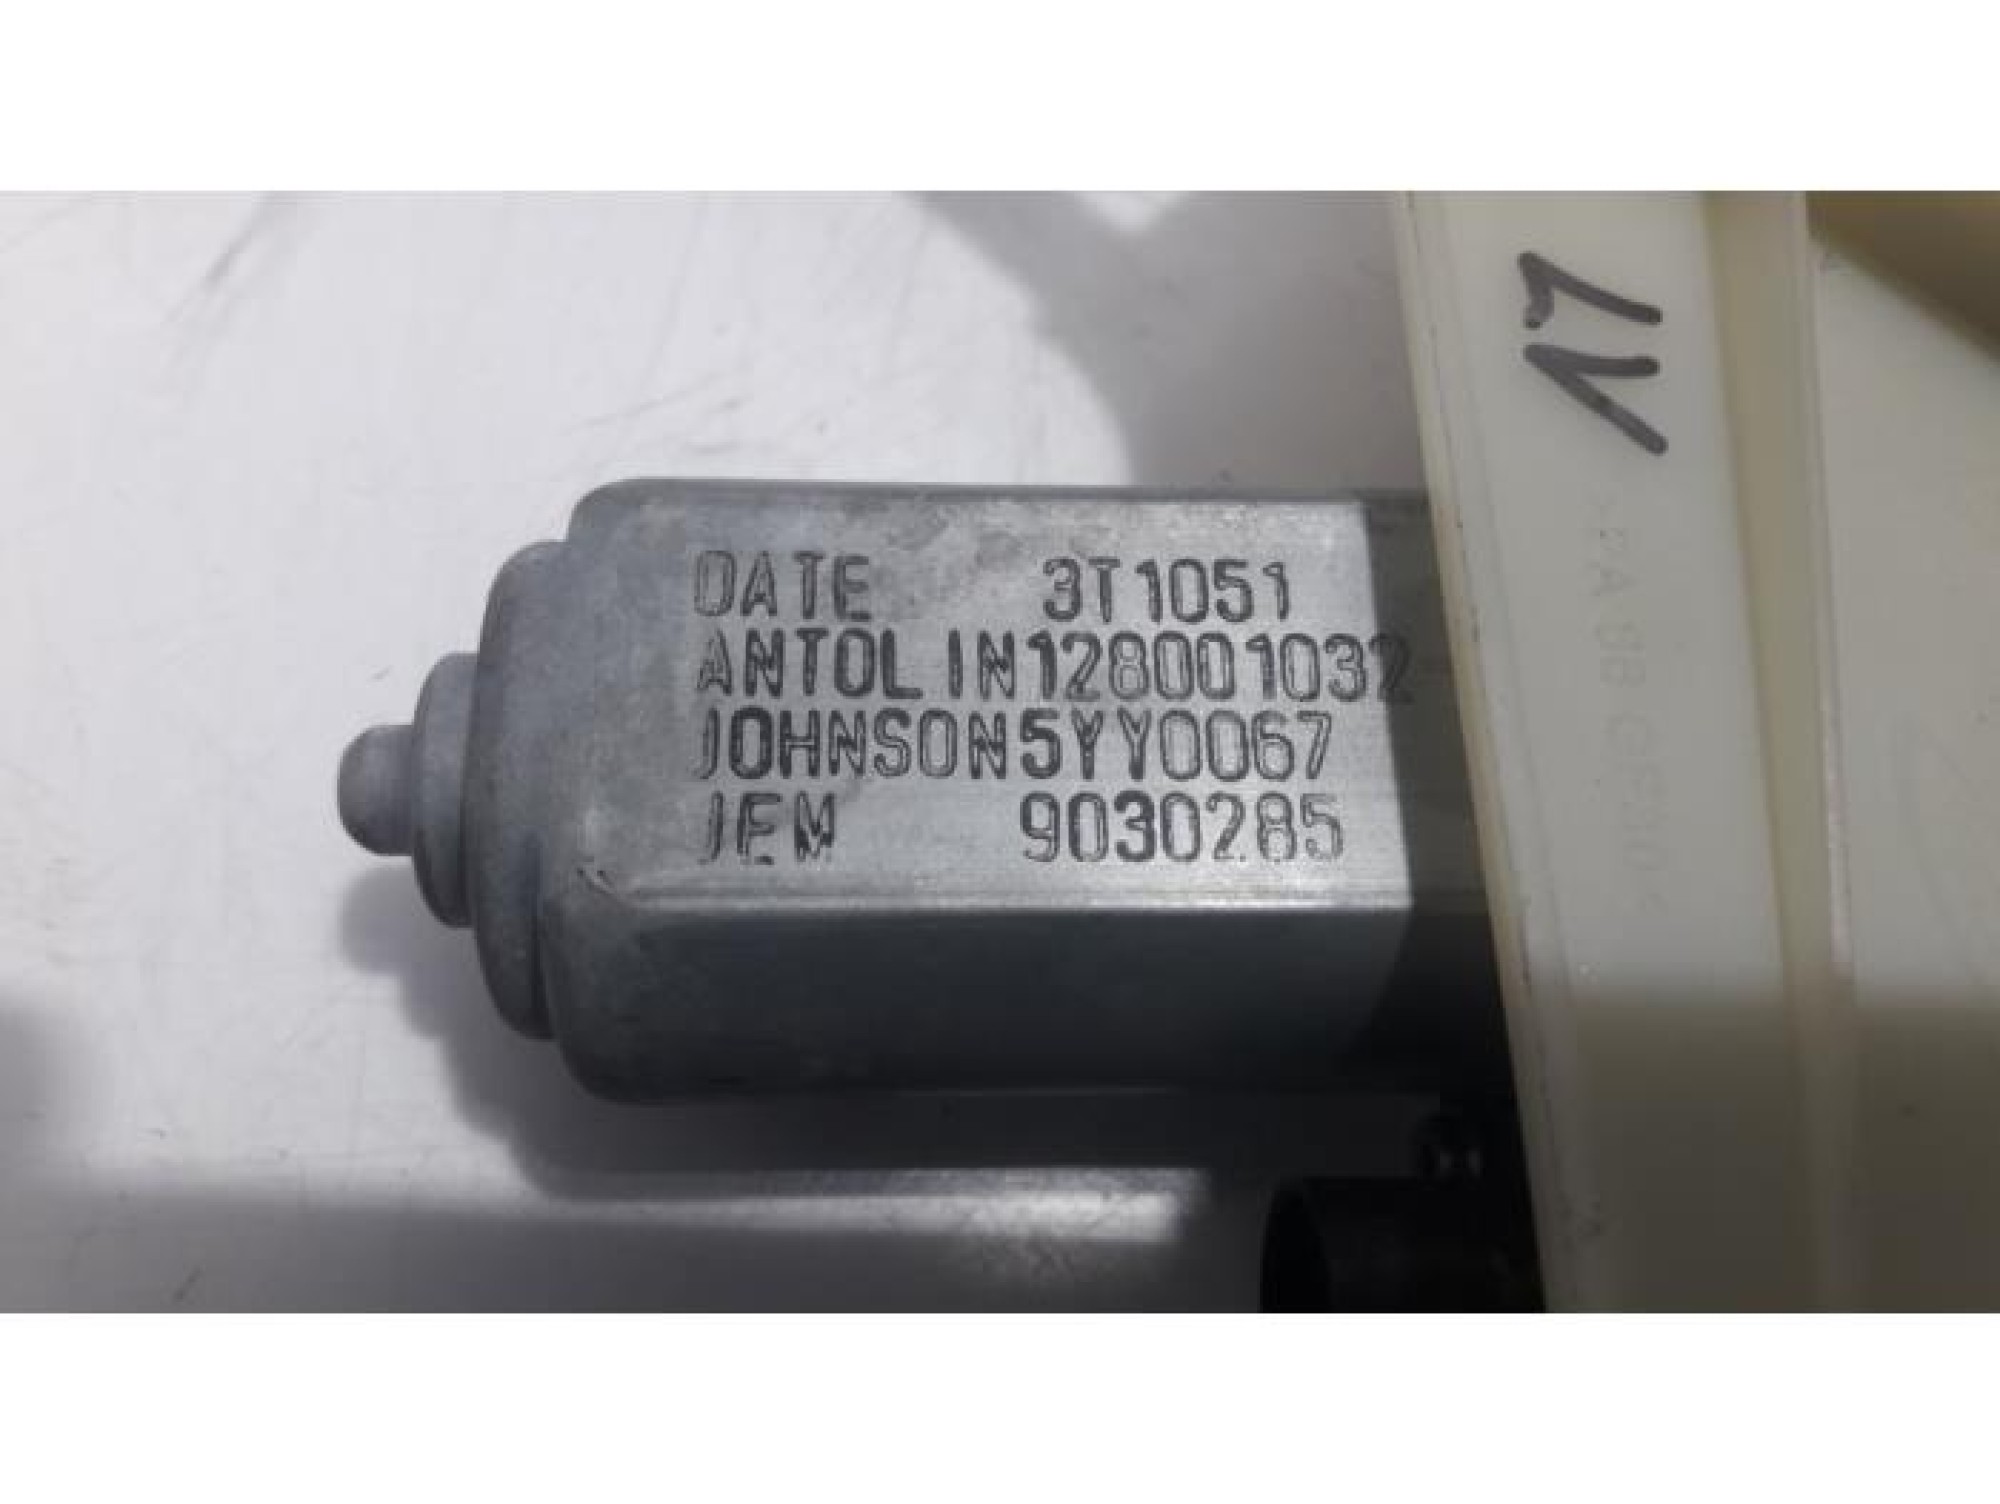 DATE 3T1051
ANTOLIN128001032
JOHNSON5YY0067
JEM 9030285
17